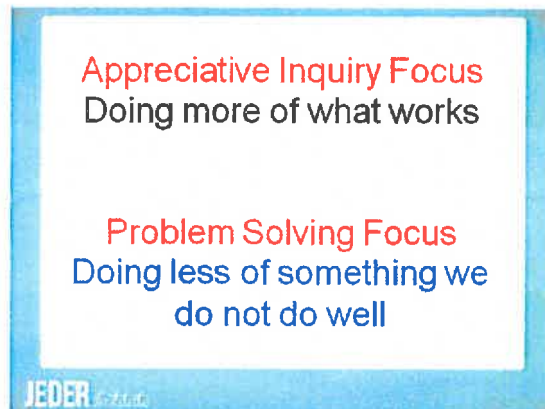 Appreciative Inquiry Focus
Doing more of what works
Problem Solving Focus
Doing less of something we
do not do well
JEDER